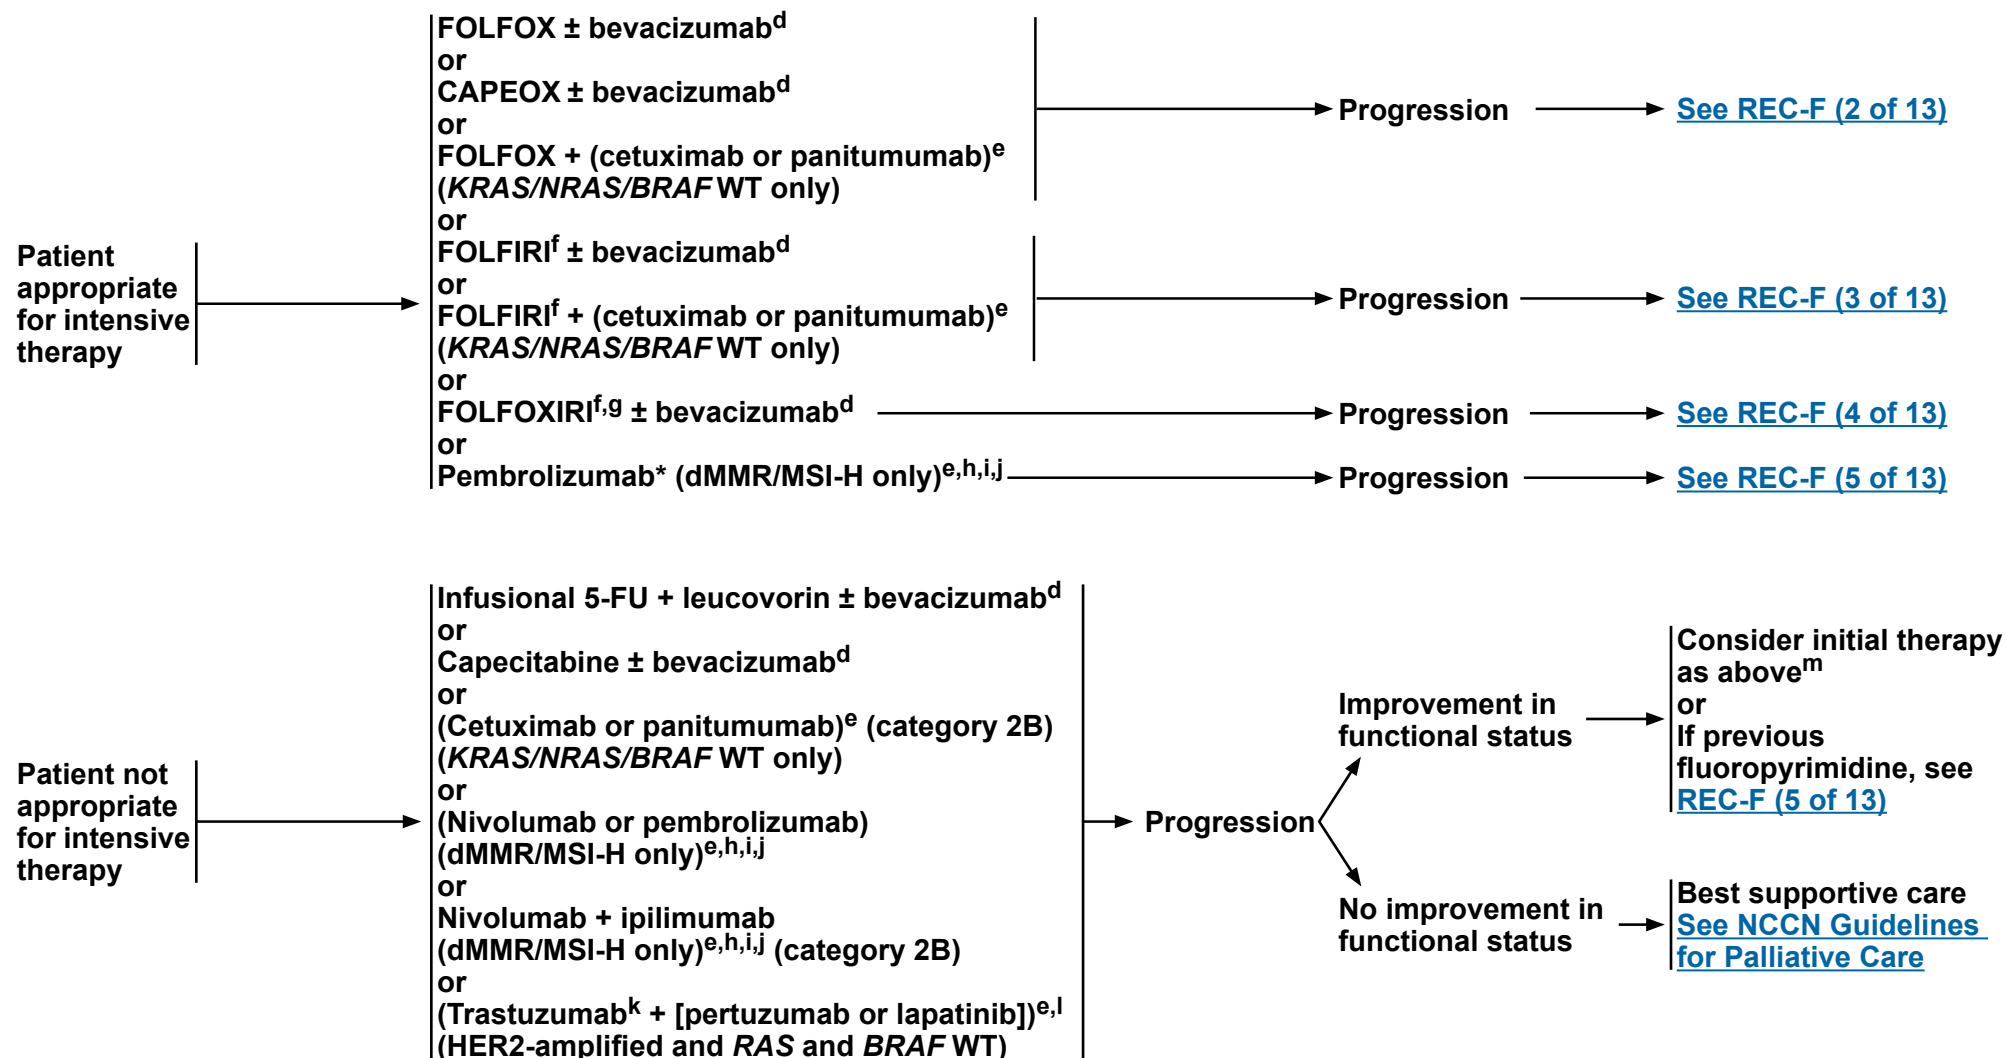 Patient
appropriate
for intensive
therapy
FOLFOX ± bevacizumabᵈ
or
CAPEOX ± bevacizumabᵈ
or
FOLFOX + (cetuximab or panitumumab)ᵉ
(KRAS/NRAS/BRAF WT only)
or
FOLFIRIᶠ ± bevacizumabᵈ
or
FOLFIRIᶠ + (cetuximab or panitumumab)ᵉ
(KRAS/NRAS/BRAF WT only)
or
FOLFOXIRIᶠ,ᵍ ± bevacizumabᵈ
or
Pembrolizumab* (dMMR/MSI-H only)ᵉ,ʰ,ⁱ,ʲ
Progression
See REC-F (2 of 13)
Progression
See REC-F (3 of 13)
Progression
See REC-F (4 of 13)
Progression
See REC-F (5 of 13)
Patient not
appropriate
for intensive
therapy
Infusional 5-FU + leucovorin ± bevacizumabᵈ
or
Capecitabine ± bevacizumabᵈ
or
(Cetuximab or panitumumab)ᵉ (category 2B)
(KRAS/NRAS/BRAF WT only)
or
(Nivolumab or pembrolizumab)
(dMMR/MSI-H only)ᵉ,ʰ,ⁱ,ʲ
or
Nivolumab + ipilimumab
(dMMR/MSI-H only)ᵉ,ʰ,ⁱ,ʲ (category 2B)
or
(Trastuzumabᵏ + [pertuzumab or lapatinib])ᵉ,ˡ
(HER2-amplified and RAS and BRAF WT)
Progression
Improvement in
functional status
Consider initial therapy
as aboveᵐ
or
If previous
fluoropyrimidine, see
REC-F (5 of 13)
No improvement in
functional status
Best supportive care
See NCCN Guidelines
for Palliative Care